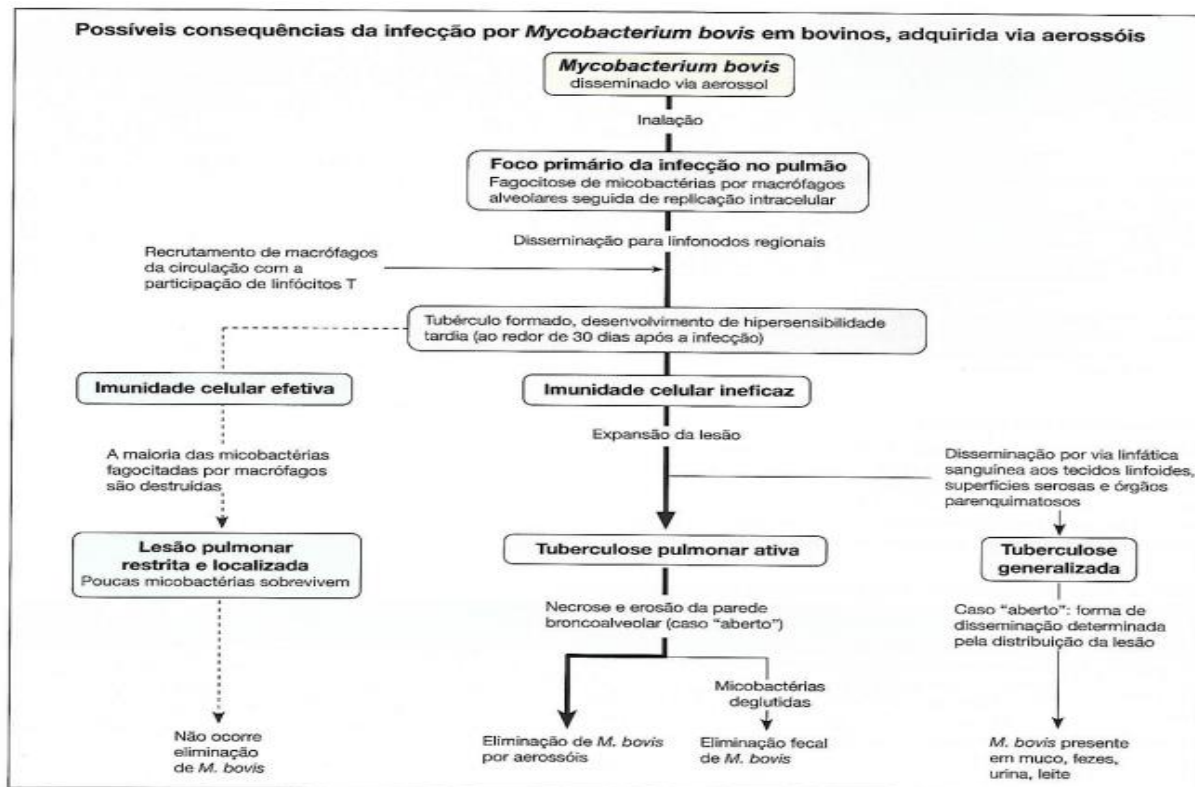 Possíveis consequências da infecção por Mycobacterium bovis em bovinos, adquirida via aerossóis
Mycobacterium bovis
disseminado via aerossol
Inalação
Foco primário da infecção no pulmão
Fagocitose de micobactérias por macrófagos
alveolares seguida de replicação intracelular
Disseminação para linfonodos regionais
Recrutamento de macrófagos
da circulação com a
participação de linfócitos T
Tubérculo formado, desenvolvimento de hipersensibilidade
tardia (ao redor de 30 dias após a infecção)
Imunidade celular efetiva
Imunidade celular ineficaz
Expansão da lesão
A maioria das micobactérias
fagocitadas por macrófagos
são destruídas
Disseminação por via linfática
sanguínea aos tecidos linfoides,
superfícies serosas e órgãos
parenquimatosos
Lesão pulmonar
restrita e localizada
Poucas micobactérias sobrevivem
Tuberculose pulmonar ativa
Tuberculose
generalizada
Necrose e erosão da parede
broncoalveolar (caso “aberto”)
Caso “aberto”: forma de
disseminação determinada
pela distribuição da lesão
Micobactérias
deglutidas
Não ocorre
eliminação
de M. bovis
Eliminação de M. bovis
por aerossóis
Eliminação fecal
de M. bovis
M. bovis presente
em muco, fezes,
urina, leite